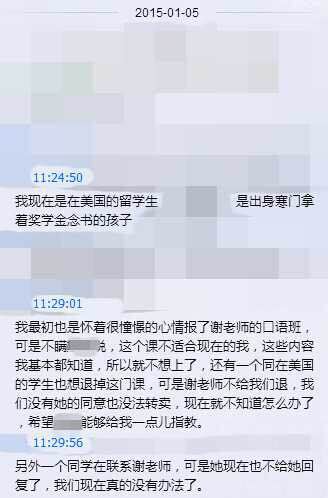 2015-01-05
11:24:50
我现在是在美国的留学生 是出身寒门拿
着奖学金念书的孩子
11:29:01
我最初也是怀着很憧憬的心情报了谢老师的口语班，
可是不瞒 说，这个课不适合现在的我，这些内容
我基本都知道，所以就不想上了，还有一个同在美国
的学生也想退掉这门课，可是谢老师不给我们退，我
们没有她的同意也没法转卖，现在就不知道怎么办了
，希望 能够给我一点儿指教。
11:29:56
另外一个同学在联系谢老师，可是她现在也不给她回
复了，我们现在真的没有办法了。